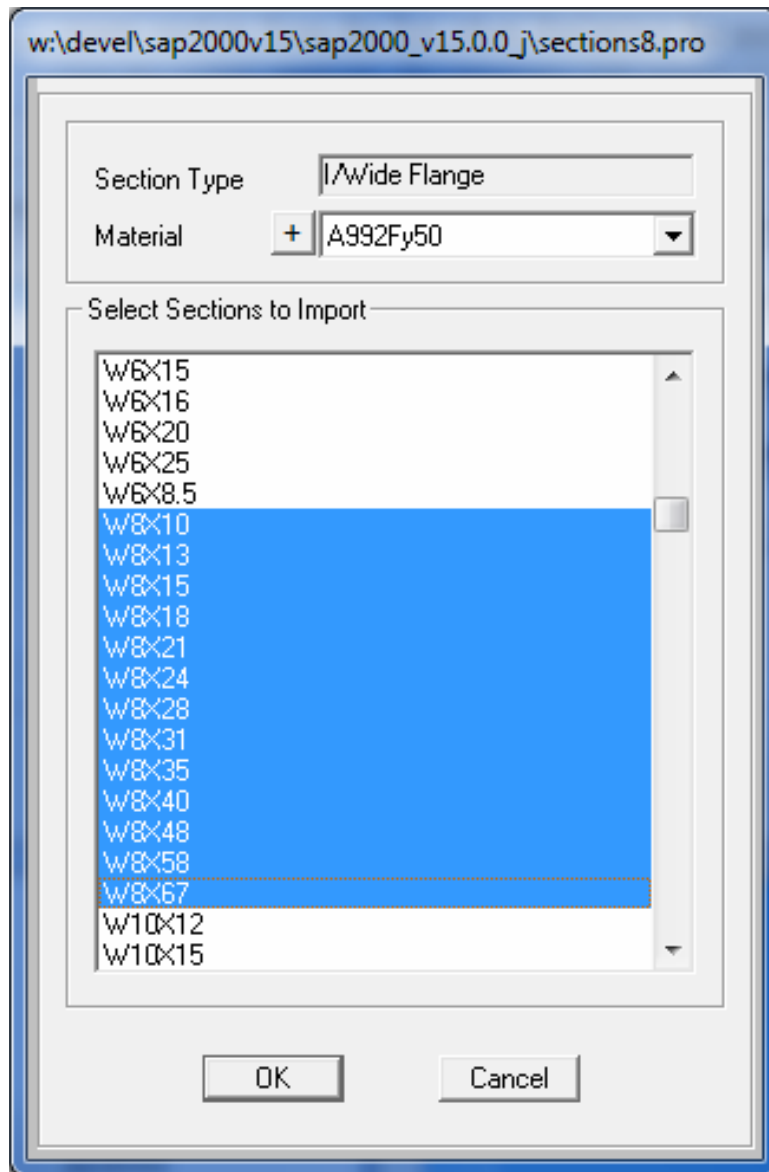 w:\devel\sap2000v15\sap2000_v15.0.0_j\sections8.pro
Section Type I/Wide Flange
Material + A992Fy50
Select Sections to Import
W6X15
W6X16
W6X20
W6X25
W6X8.5
W8X10
W8X13
W8X15
W8X18
W8X21
W8X24
W8X28
W8X31
W8X35
W8X40
W8X48
W8X58
W8X67
W10X12
W10X15
OK Cancel